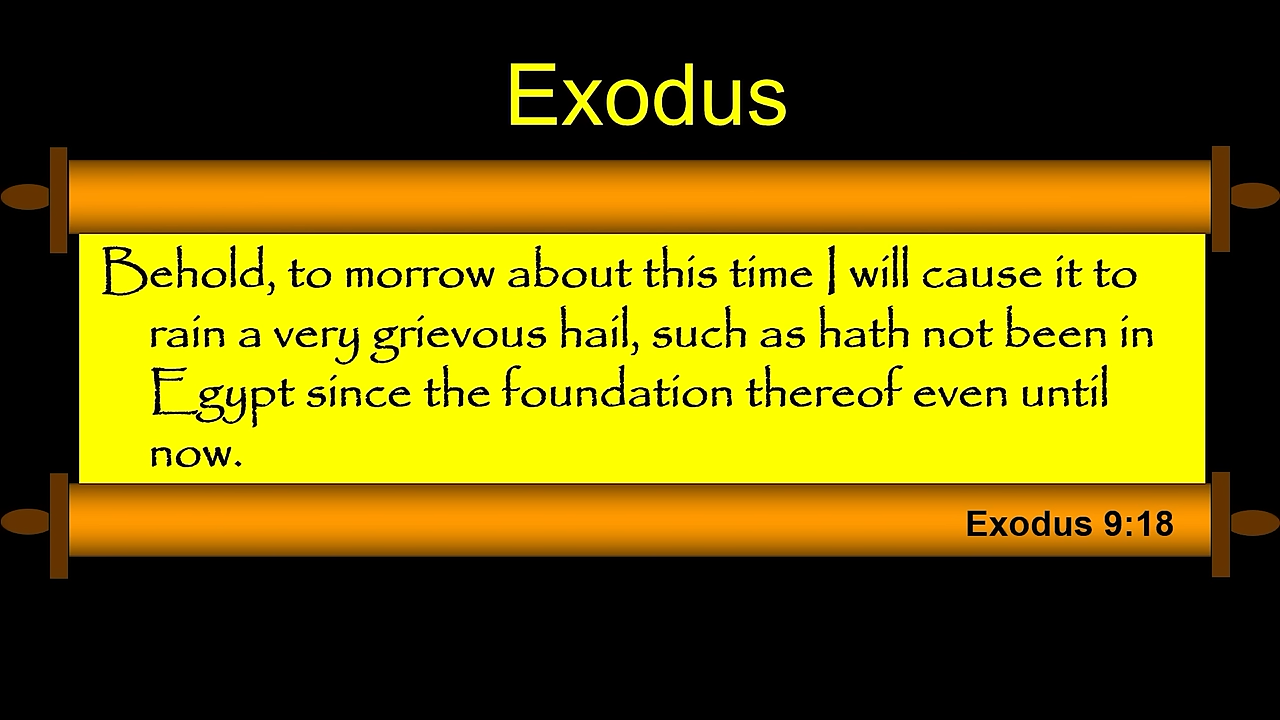 Exodus
Behold, to morrow about this time I will cause it to
rain a very grievous hail, such as hath not been in
Egypt since the foundation thereof even until
now.
Exodus 9:18